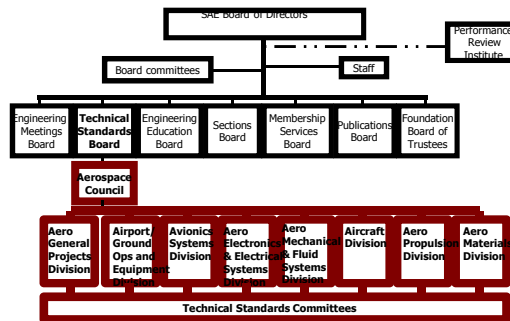 SAE Board of Directors
Performance
Review
Institute
Board committees
Staff
Engineering
Meetings
Board
Technical
Standards
Board
Engineering
Education
Board
Sections
Board
Membership
Services
Board
Publications
Board
Foundation
Board of
Trustees
Aerospace
Council
Aero
General
Projects
Division
Airport/
Ground
Ops and
Equipment
Division
Avionics
Systems
Division
Aero
Electronics
& Electrical
Systems
Division
Aero
Mechanical
& Fluid
Systems
Division
Aircraft
Division
Aero
Propulsion
Division
Aero
Materials
Division
Technical Standards Committees